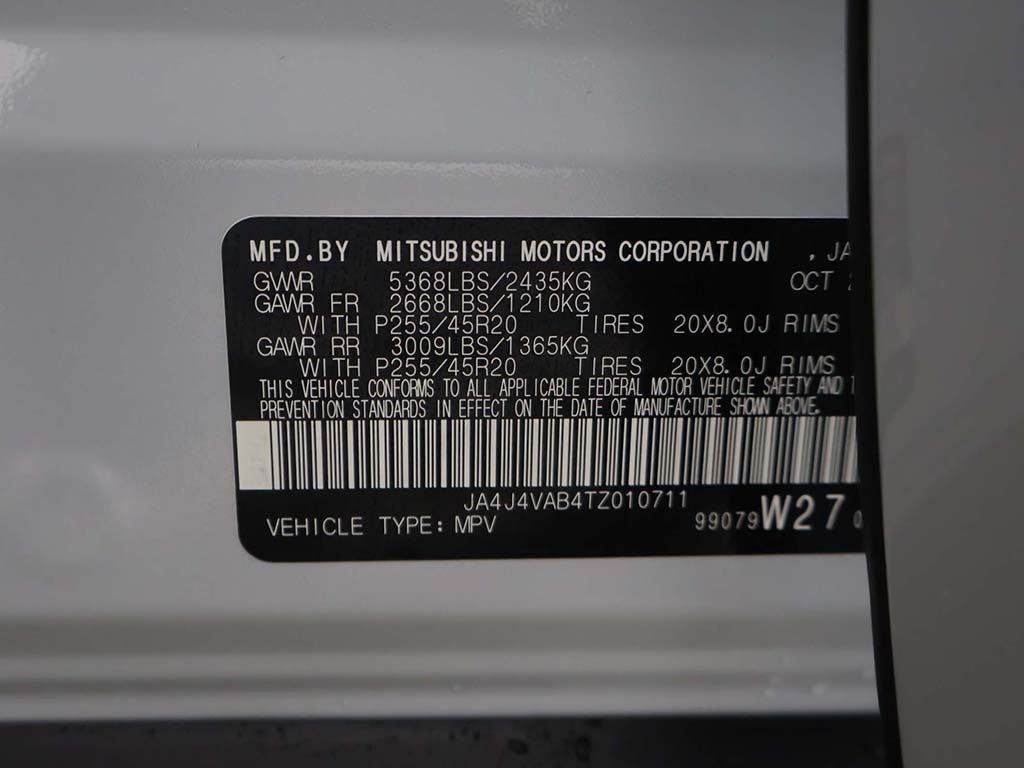 MFD.BY MITSUBISHI MOTORS CORPORATION , JA
GVWR 5368LBS/2435KG OCT
GAWR FR 2668LBS/1210KG
WITH P255/45R20 TIRES 20X8.0J RIMS
GAWR RR 3009LBS/1365KG
WITH P255/45R20 TIRES 20X8.0J RIMS
THIS VEHICLE CONFORMS TO ALL APPLICABLE FEDERAL MOTOR VEHICLE SAFETY AND
PREVENTION STANDARDS IN EFFECT ON THE DATE OF MANUFACTURE SHOWN ABOVE.
JA4J4VAB4TZ010711
VEHICLE TYPE: MPV 99079 W27